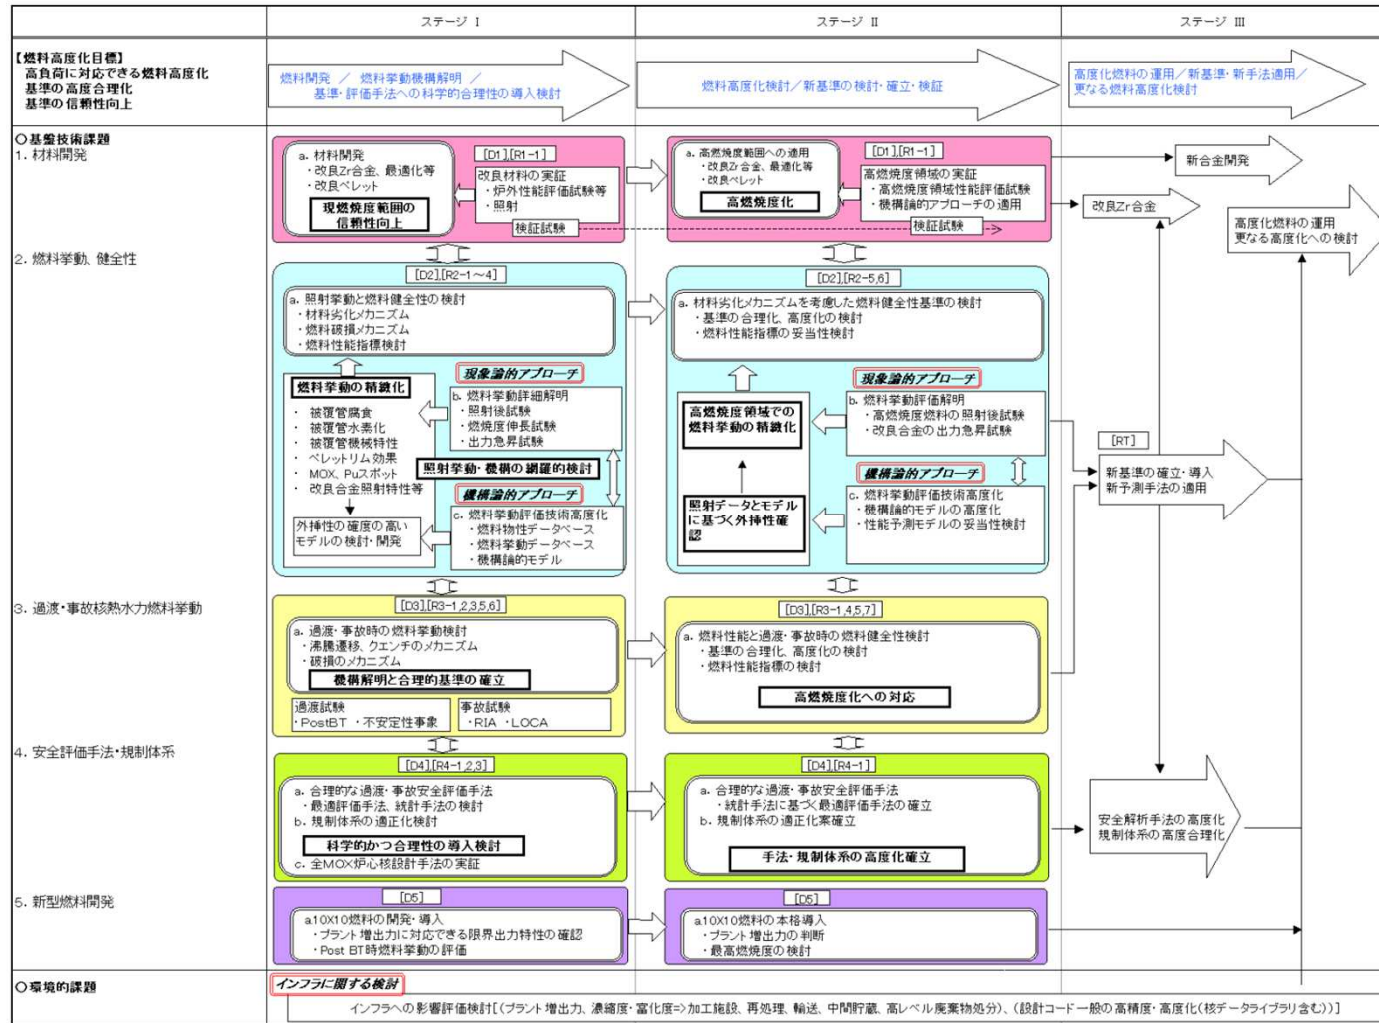 ステージ Ⅰ
ステージ Ⅱ
ステージ Ⅲ
【燃料高度化目標】
高負荷に対応できる燃料高度化
基準の高度合理化
基準の信頼性向上
燃料開発 ／ 燃料挙動機構解明 ／
基準・評価手法への科学的合理性の導入検討
燃料高度化検討／新基準の検討・確立・検証
高度化燃料の運用／新基準・新手法適用／
更なる燃料高度化検討
〇基盤技術課題
1. 材料開発
a. 材料開発
・改良Zr合金、最適化等
・改良ペレット
現燃焼度範囲の
信頼性向上
[D1],[R1-1]
改良材料の実証
・炉外性能評価試験等
・照射
検証試験
a. 高燃焼度範囲への適用
・改良Zr合金、最適化等
・改良ペレット
高燃焼度化
[D1],[R1-1]
高燃焼度領域の実証
・高燃焼度領域性能評価試験
・機構論的アプローチの適用
検証試験
新合金開発
改良Zr合金
高度化燃料の運用
更なる高度化への検討
2. 燃料挙動、健全性
[D2],[R2-1～4]
a. 照射挙動と燃料健全性の検討
・材料劣化メカニズム
・燃料破損メカニズム
・燃料性能指標検討
燃料挙動の精緻化
・ 被覆管腐食
・ 被覆管水素化
・ 被覆管機械特性
・ ペレットリム効果
・ MOX、Puスポット
・ 改良合金照射特性等
外挿性の確度の高い
モデルの検討・開発
現象論的アプローチ
b. 燃料挙動詳細解明
・照射後試験
・燃焼度伸長試験
・出力急昇試験
照射挙動・機構の網羅的検討
機構論的アプローチ
c. 燃料挙動評価技術高度化
・燃料物性データベース
・燃料挙動データベース
・機構論的モデル
[D2],[R2-5,6]
a. 材料劣化メカニズムを考慮した燃料健全性基準の検討
・基準の合理化、高度化の検討
・燃料性能指標の妥当性検討
高燃焼度領域での
燃料挙動の精緻化
照射データとモデル
に基づく外挿性確
認
現象論的アプローチ
b. 燃料挙動評価解明
・高燃焼度燃料の照射後試験
・改良合金の出力急昇試験
機構論的アプローチ
c. 燃料挙動評価技術高度化
・機構論的モデルの高度化
・性能予測モデルの妥当性検討
[RT]
新基準の確立・導入
新予測手法の適用
3. 過渡・事故核熱水力燃料挙動
[D3],[R3-1,2,3,5,6]
a. 過渡・事故時の燃料挙動検討
・沸騰遷移、クエンチのメカニズム
・破損のメカニズム
機構解明と合理的基準の確立
過渡試験
・PostBT ・不安定性事象
事故試験
・RIA ・LOCA
[D3],[R3-1,4,5,7]
a. 燃料性能と過渡・事故時の燃料健全性検討
・基準の合理化、高度化の検討
・燃料性能指標の検討
高燃焼度化への対応
4. 安全評価手法・規制体系
[D4],[R4-1,2,3]
a. 合理的な過渡・事故安全評価手法
・最適評価手法、統計手法の検討
b. 規制体系の適正化検討
科学的かつ合理性の導入検討
c. 全MOX炉心核設計手法の実証
[D4],[R4-1]
a. 合理的な過渡・事故安全評価手法
・統計手法に基づく最適評価手法の確立
b. 規制体系の適正化案確立
手法・規制体系の高度化確立
安全解析手法の高度化
規制体系の高度合理化
5. 新型燃料開発
[D5]
a.10X10燃料の開発・導入
・プラント増出力に対応できる限界出力特性の確認
・Post BT時燃料挙動の評価
[D5]
a.10X10燃料の本格導入
・プラント増出力の判断
・最高燃焼度の検討
〇環境的課題
インフラに関する検討
インフラへの影響評価検討[(プラント増出力、濃縮度・富化度=>加工施設、再処理、輸送、中間貯蔵、高レベル廃棄物処分)、(設計コード一般の高精度・高度化(核データライブラリ含む))]